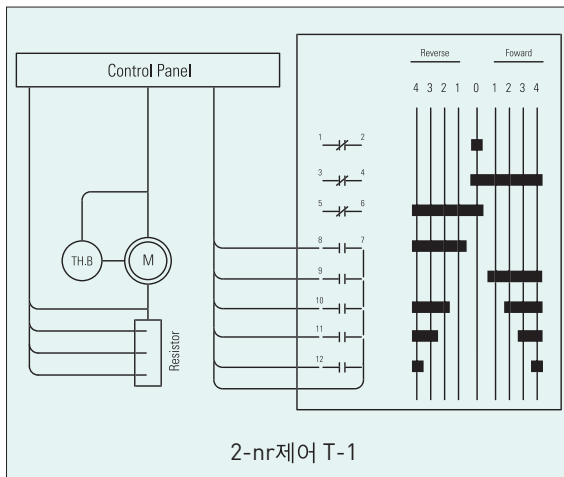 Control Panel
Reverse Foward
4 3 2 1 0 1 2 3 4
1 2
3 4
5 6
8 7
9
10
11
12
TH.B M
Resistor
2-nr제어 T-1